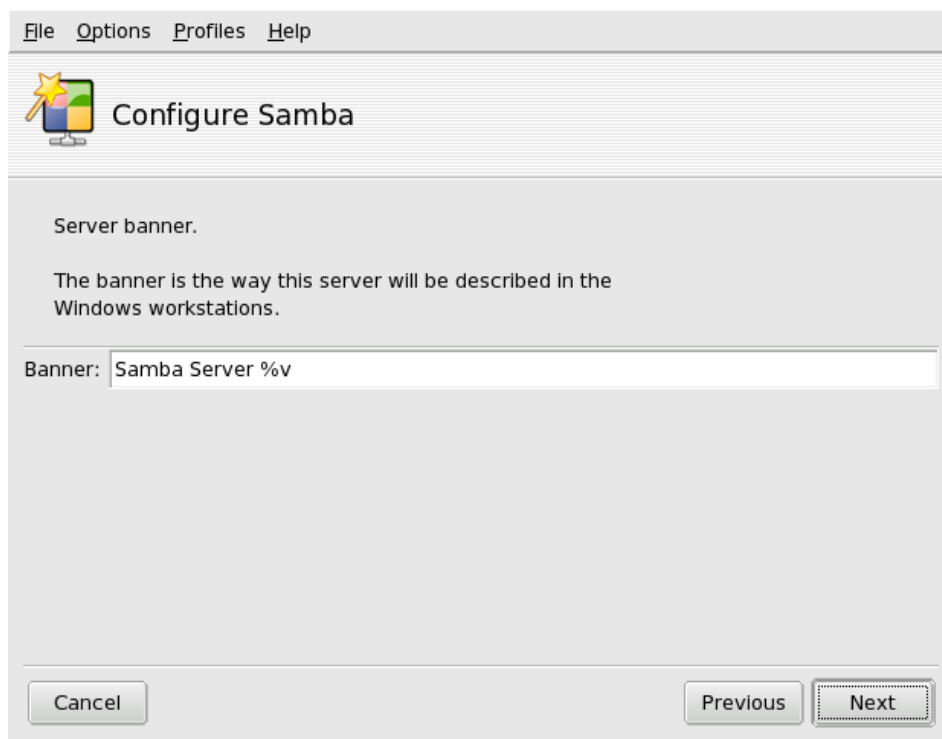 File Options Profiles Help
Configure Samba
Server banner.
The banner is the way this server will be described in the
Windows workstations.
Banner: Samba Server %v
Cancel Previous Next